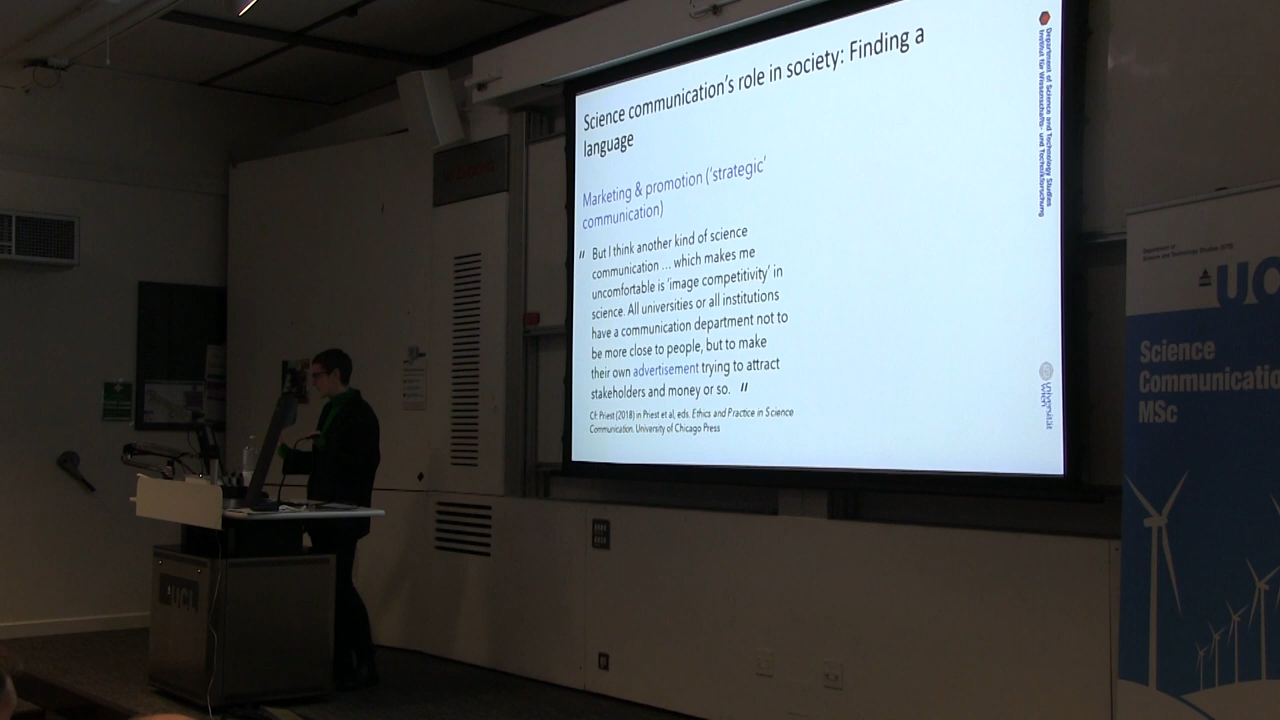 Science communication's role in society: Finding a
language
Marketing & promotion ('strategic'
communication)
" But I think another kind of science
communication ... which makes me
uncomfortable is 'image competitivity' in
science. All universities or all institutions
have a communication department not to
be more close to people, but to make
their own advertisement trying to attract
stakeholders and money or so. "
Cf: Priest (2018) in Priest et al, eds. Ethics and Practice in Science
Communication. University of Chicago Press
Department of Science and Technology Studies
Institut für Wissenschafts- und Technikforschung
universität
wien
Department of
Science and Technology Studies (STS)
UC
Science
Communicatio
MSc
UCL